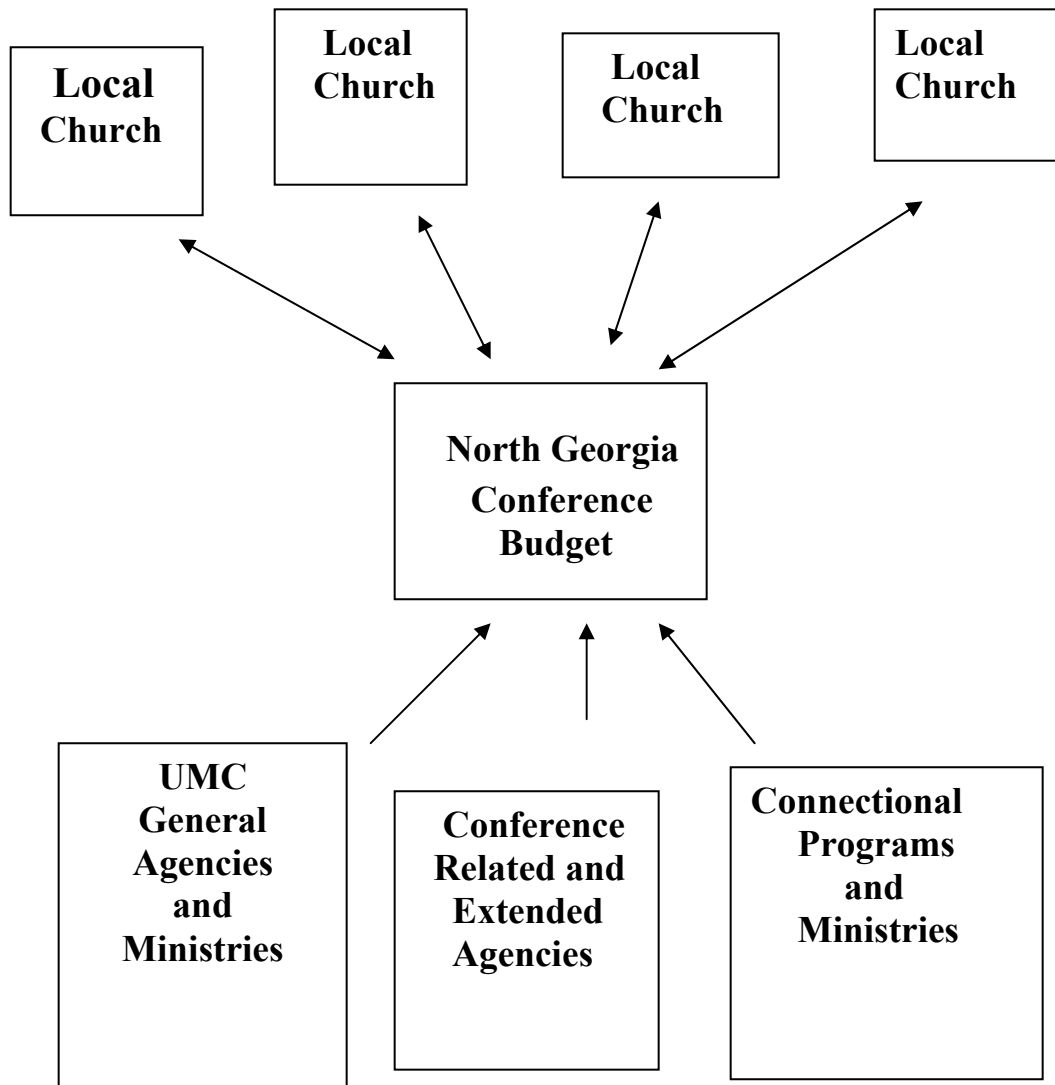 Local
Church
Local
Church
Local
Church
Local
Church
North Georgia
Conference
Budget
UMC
General
Agencies
and
Ministries
Conference
Related and
Extended
Agencies
Connectional
Programs
and
Ministries